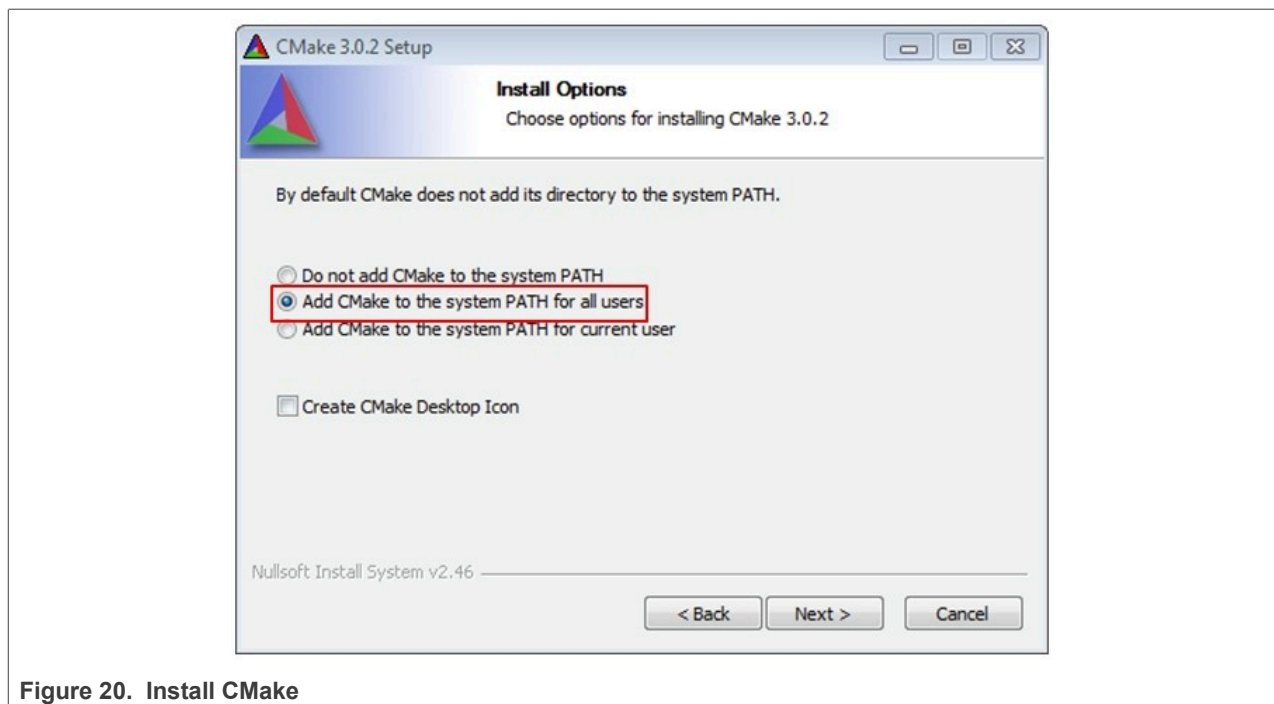 CMake 3.0.2 Setup
Install Options
Choose options for installing CMake 3.0.2
By default CMake does not add its directory to the system PATH.
Do not add CMake to the system PATH
Add CMake to the system PATH for all users
Add CMake to the system PATH for current user
Create CMake Desktop Icon
Nullsoft Install System v2.46
< Back Next > Cancel
Figure 20. Install CMake